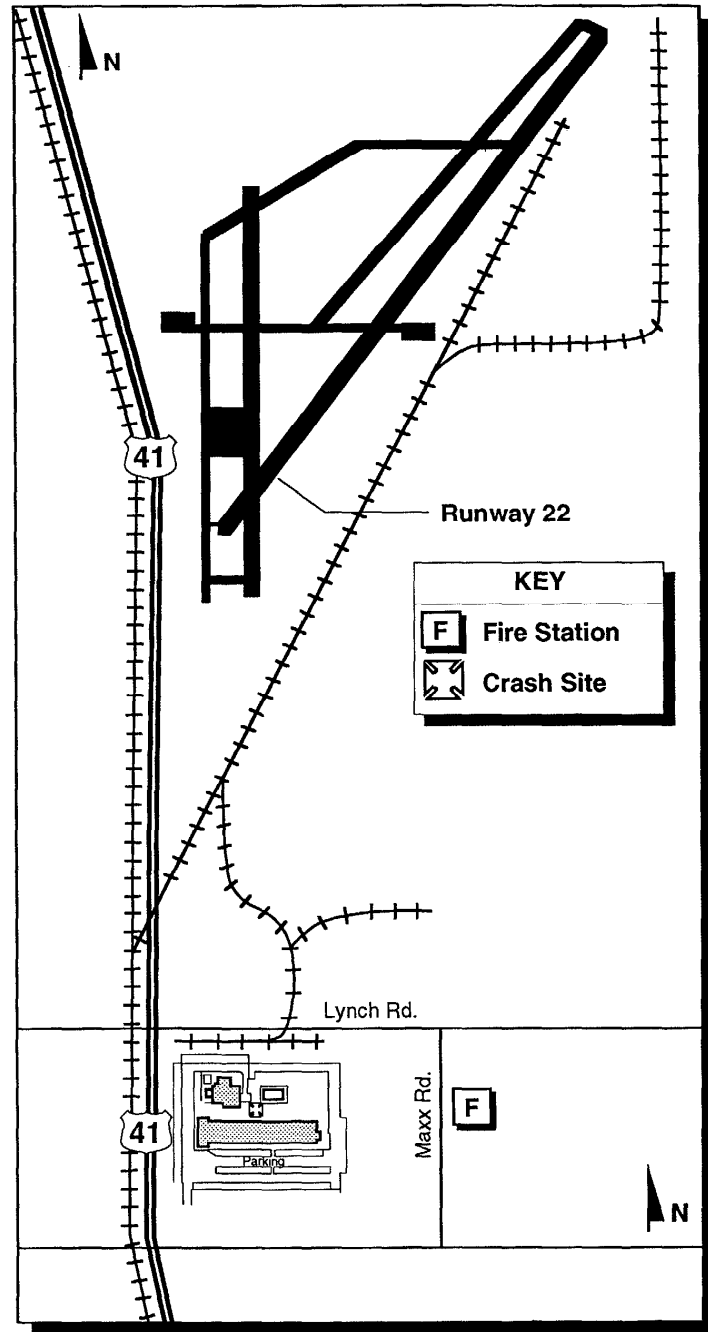 N
41
Runway 22
KEY
F Fire Station
Crash Site
Lynch Rd.
Maxx Rd.
F
41
Parking
N